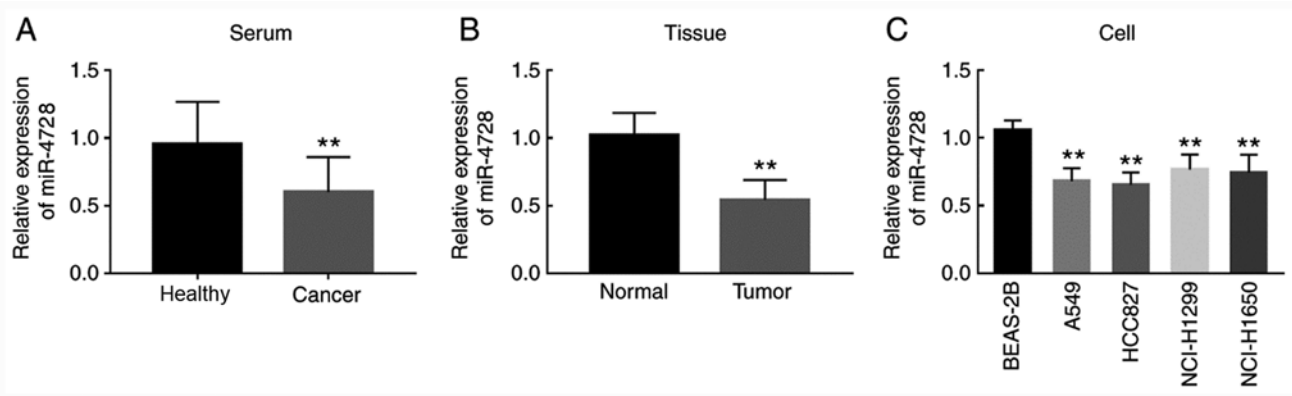 A
Serum
Relative expression
of miR-4728
1.5
1.0
0.5
0.0
**
Healthy
Cancer
B
Tissue
Relative expression
of miR-4728
1.5
1.0
0.5
0.0
**
Normal
Tumor
C
Cell
Relative expression
of miR-4728
1.5
1.0
0.5
0.0
**
**
**
**
BEAS-2B
A549
HCC827
NCI-H1299
NCI-H1650